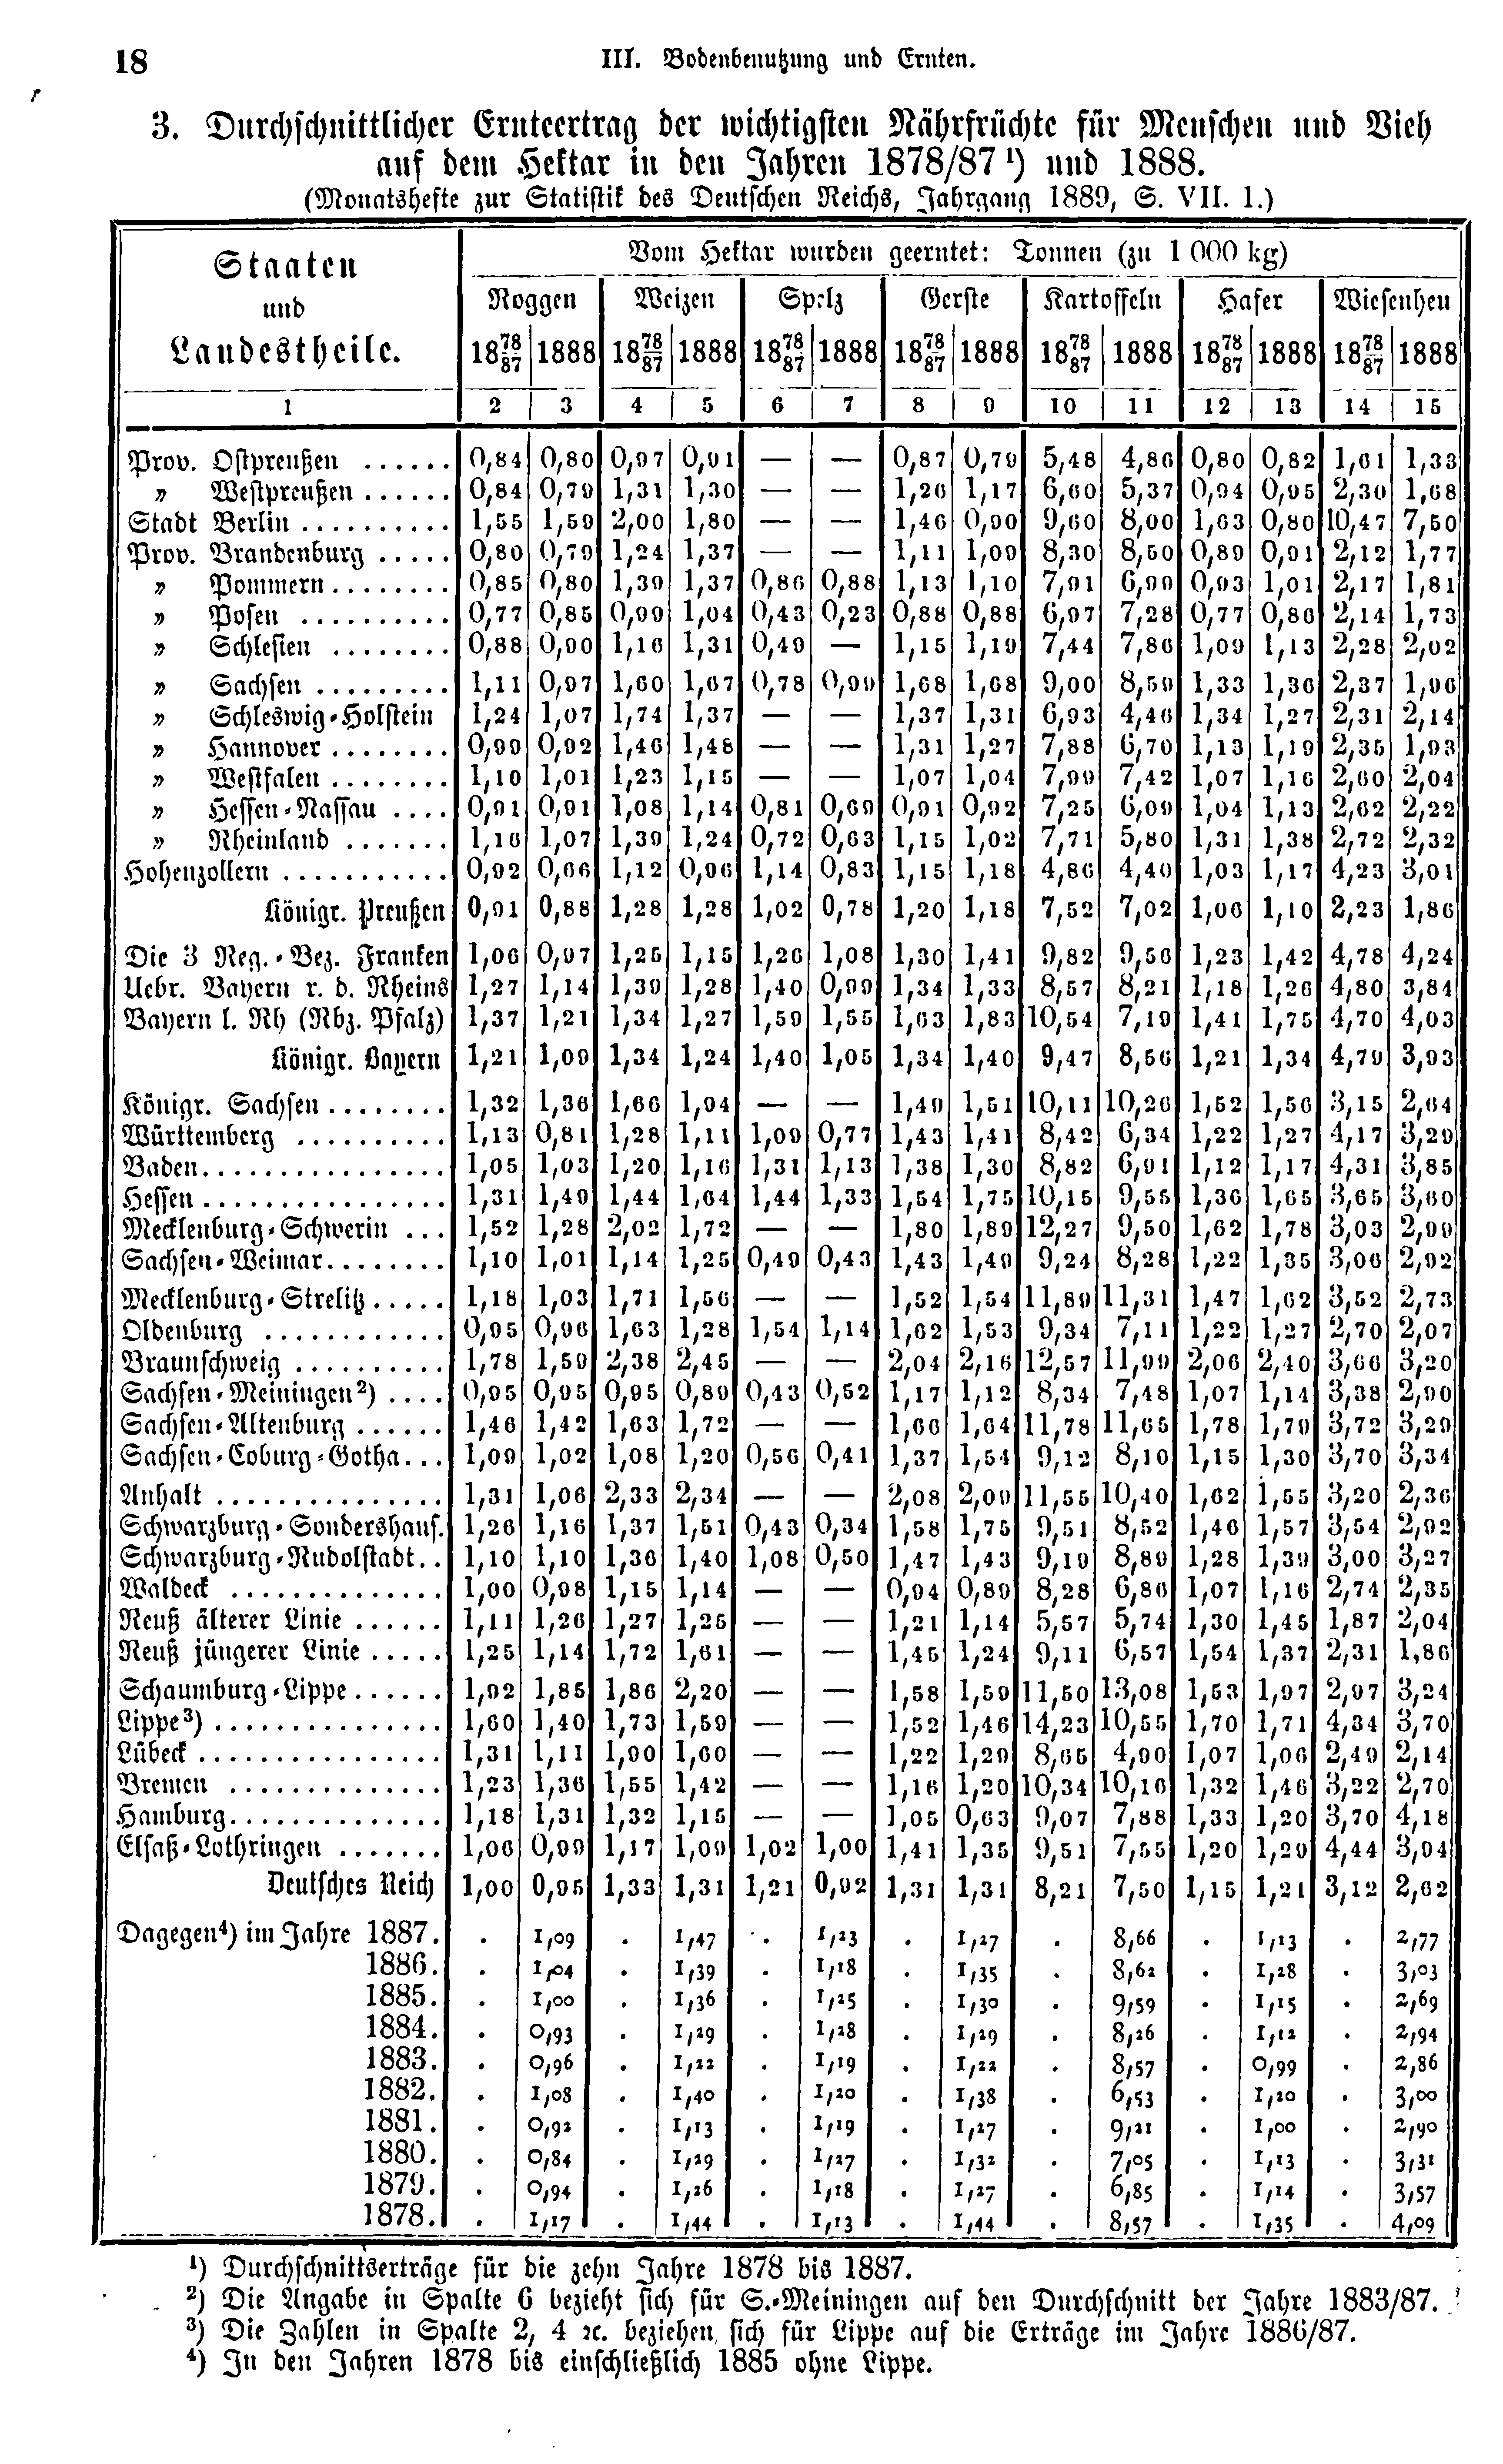 18 III. Bodenbenutzung und Ernten.
3. Durchschnittlicher Ernteertrag der wichtigsten Nährfrüchte für Menschen und Vieh
auf dem Hektar in den Jahren 1878/87 ¹) und 1888.
(Monatshefte zur Statistik des Deutschen Reichs, Jahrgang 1889, S. VII. 1.)
Staaten und Landestheile.
Vom Hektar wurden geerntet: Tonnen (zu 1 000 kg)
Roggen Weizen Spelz Gerste Kartoffeln Hafer Wiesenheu
18 78/87 1888 18 78/87 1888 18 78/87 1888 18 78/87 1888 18 78/87 1888 18 78/87 1888 18 78/87 1888
1 2 3 4 5 6 7 8 9 10 11 12 13 14 15
Prov. Ostpreußen ...... 0,84 0,80 0,97 0,91 — — 0,87 0,79 5,48 4,86 0,80 0,82 1,61 1,33
„ Westpreußen ...... 0,84 0,79 1,31 1,30 — — 1,26 1,17 6,60 5,37 0,94 0,95 2,30 1,68
Stadt Berlin .......... 1,55 1,59 2,00 1,80 — — 1,46 0,90 9,60 8,00 1,63 0,80 10,47 7,50
Prov. Brandenburg ..... 0,80 0,79 1,24 1,37 — — 1,11 1,09 8,30 8,50 0,89 0,91 2,12 1,77
„ Pommern ........ 0,85 0,80 1,39 1,37 0,86 0,88 1,13 1,10 7,91 6,99 0,93 1,01 2,17 1,81
„ Posen .......... 0,77 0,85 0,99 1,04 0,43 0,23 0,88 0,88 6,97 7,28 0,77 0,86 2,14 1,73
„ Schlesien ........ 0,88 0,90 1,16 1,31 0,49 — 1,15 1,19 7,44 7,86 1,09 1,13 2,28 2,02
„ Sachsen ......... 1,11 0,97 1,60 1,67 0,78 0,99 1,68 1,68 9,00 8,59 1,33 1,36 2,37 1,96
„ Schleswig-Holstein 1,24 1,07 1,74 1,37 — — 1,37 1,31 6,93 4,46 1,34 1,27 2,31 2,14
„ Hannover ........ 0,99 0,92 1,46 1,48 — — 1,31 1,27 7,88 6,70 1,13 1,19 2,35 1,93
„ Westfalen ........ 1,10 1,01 1,23 1,15 — — 1,07 1,04 7,99 7,42 1,07 1,16 2,60 2,04
„ Hessen-Nassau .... 0,91 0,91 1,08 1,14 0,81 0,69 0,91 0,92 7,25 6,09 1,04 1,13 2,62 2,22
„ Rheinland ....... 1,16 1,07 1,39 1,24 0,72 0,63 1,15 1,02 7,71 5,80 1,31 1,38 2,72 2,32
Hohenzollern ........... 0,92 0,66 1,12 0,96 1,14 0,83 1,15 1,18 4,86 4,40 1,03 1,17 4,23 3,01
Königr. Preußen 0,91 0,88 1,28 1,28 1,02 0,78 1,20 1,18 7,52 7,02 1,06 1,10 2,23 1,86
Die 3 Reg.-Bez. Franken 1,06 0,97 1,25 1,15 1,26 1,08 1,30 1,41 9,82 9,56 1,23 1,42 4,78 4,24
Uebr. Bayern r. d. Rheins 1,27 1,14 1,39 1,28 1,40 0,99 1,34 1,33 8,57 8,21 1,18 1,26 4,80 3,84
Bayern l. Rh (Rbz. Pfalz) 1,37 1,21 1,34 1,27 1,59 1,55 1,63 1,83 10,54 7,19 1,41 1,75 4,70 4,03
Königr. Bayern 1,21 1,09 1,34 1,24 1,40 1,05 1,34 1,40 9,47 8,56 1,21 1,34 4,79 3,93
Königr. Sachsen ........ 1,32 1,36 1,66 1,94 — — 1,49 1,51 10,11 10,26 1,52 1,56 3,15 2,64
Württemberg .......... 1,13 0,81 1,28 1,11 1,09 0,77 1,43 1,41 8,42 6,34 1,22 1,27 4,17 3,29
Baden ................ 1,05 1,03 1,20 1,16 1,31 1,13 1,38 1,30 8,82 6,91 1,12 1,17 4,31 3,85
Hessen ................ 1,31 1,49 1,44 1,64 1,44 1,33 1,54 1,75 10,15 9,55 1,36 1,65 3,65 3,60
Mecklenburg-Schwerin ... 1,52 1,28 2,02 1,72 — — 1,80 1,89 12,27 9,50 1,62 1,78 3,03 2,99
Sachsen-Weimar ........ 1,10 1,01 1,14 1,25 0,49 0,43 1,43 1,49 9,24 8,28 1,22 1,35 3,06 2,92
Mecklenburg-Strelitz ..... 1,18 1,03 1,71 1,56 — — 1,52 1,54 11,89 11,31 1,47 1,62 3,52 2,73
Oldenburg ............ 0,95 0,96 1,63 1,28 1,54 1,14 1,62 1,53 9,34 7,11 1,22 1,27 2,70 2,07
Braunschweig .......... 1,78 1,59 2,38 2,45 — — 2,04 2,16 12,57 11,99 2,06 2,40 3,66 3,20
Sachsen-Meiningen²) .... 0,95 0,95 0,95 0,89 0,43 0,52 1,17 1,12 8,34 7,48 1,07 1,14 3,38 2,90
Sachsen-Altenburg ...... 1,46 1,42 1,63 1,72 — — 1,66 1,64 11,78 11,65 1,78 1,79 3,72 3,29
Sachsen-Coburg-Gotha ... 1,09 1,02 1,08 1,20 0,56 0,41 1,37 1,54 9,12 8,10 1,15 1,30 3,70 3,34
Anhalt ............... 1,31 1,06 2,33 2,34 — — 2,08 2,09 11,55 10,40 1,62 1,55 3,20 2,36
Schwarzburg-Sondershaus. 1,26 1,16 1,37 1,51 0,43 0,34 1,58 1,75 9,51 8,52 1,46 1,57 3,54 2,92
Schwarzburg-Rudolstadt .. 1,10 1,10 1,36 1,40 1,08 0,50 1,47 1,43 9,19 8,89 1,28 1,39 3,00 3,27
Waldeck .............. 1,00 0,98 1,15 1,14 — — 0,94 0,89 8,28 6,86 1,07 1,16 2,74 2,35
Reuß älterer Linie ...... 1,11 1,26 1,27 1,25 — — 1,21 1,14 5,57 5,74 1,30 1,45 1,87 2,04
Reuß jüngerer Linie ..... 1,25 1,14 1,72 1,61 — — 1,45 1,24 9,11 6,57 1,54 1,37 2,31 1,86
Schaumburg-Lippe ...... 1,92 1,85 1,86 2,20 — — 1,58 1,59 11,50 13,08 1,53 1,97 2,97 3,24
Lippe³) ............... 1,60 1,40 1,73 1,59 — — 1,52 1,46 14,23 10,55 1,70 1,71 4,34 3,70
Lübeck ................ 1,31 1,11 1,90 1,60 — — 1,22 1,29 8,65 4,90 1,07 1,06 2,49 2,14
Bremen .............. 1,23 1,36 1,55 1,42 — — 1,16 1,20 10,34 10,16 1,32 1,46 3,22 2,70
Hamburg .............. 1,18 1,31 1,32 1,15 — — 1,05 0,63 9,07 7,88 1,33 1,20 3,70 4,18
Elsaß-Lothringen ....... 1,06 0,99 1,17 1,09 1,02 1,00 1,41 1,35 9,51 7,55 1,20 1,29 4,44 3,94
Deutsches Reich 1,00 0,95 1,33 1,31 1,21 0,92 1,31 1,31 8,21 7,50 1,15 1,21 3,12 2,62
Dagegen⁴) im Jahre 1887. . 1,09 . 1,47 . 1,23 . 1,27 . 8,66 . 1,13 . 2,77
1886. . 1,04 . 1,39 . 1,18 . 1,35 . 8,62 . 1,28 . 3,03
1885. . 1,00 . 1,36 . 1,25 . 1,30 . 9,59 . 1,15 . 2,69
1884. . 0,93 . 1,29 . 1,28 . 1,29 . 8,26 . 1,12 . 2,94
1883. . 0,96 . 1,22 . 1,19 . 1,22 . 8,57 . 0,99 . 2,86
1882. . 1,08 . 1,40 . 1,20 . 1,38 . 6,53 . 1,20 . 3,00
1881. . 0,92 . 1,13 . 1,19 . 1,27 . 9,21 . 1,00 . 2,90
1880. . 0,84 . 1,29 . 1,27 . 1,32 . 7,05 . 1,13 . 3,31
1879. . 0,94 . 1,26 . 1,18 . 1,27 . 6,85 . 1,14 . 3,57
1878. . 1,17 . 1,44 . 1,13 . 1,44 . 8,57 . 1,35 . 4,09
¹) Durchschnittserträge für die zehn Jahre 1878 bis 1887.
²) Die Angabe in Spalte 6 bezieht sich für S.-Meiningen auf den Durchschnitt der Jahre 1883/87.
³) Die Zahlen in Spalte 2, 4 ꝛc. beziehen sich für Lippe auf die Erträge im Jahre 1886/87.
⁴) In den Jahren 1878 bis einschließlich 1885 ohne Lippe.